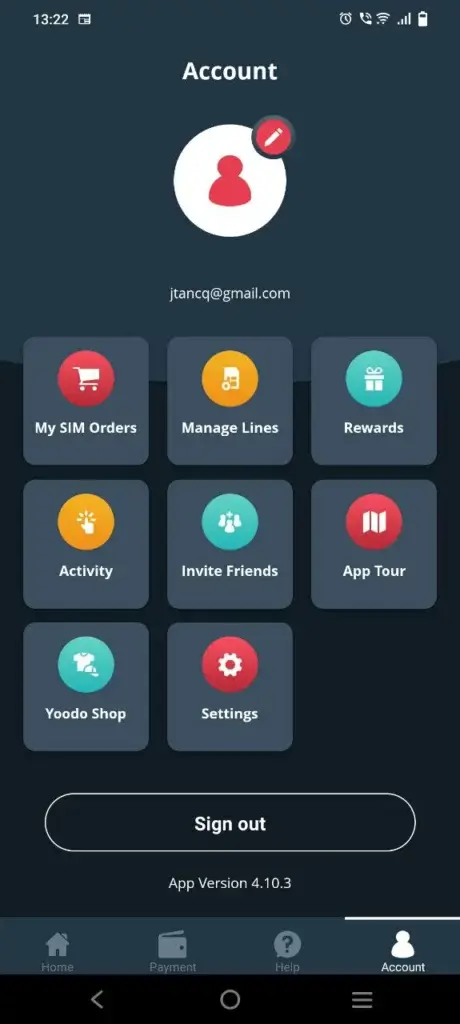 13:22
Account
jtancq@gmail.com
My SIM Orders
Manage Lines
Rewards
Activity
Invite Friends
App Tour
Yoodo Shop
Settings
Sign out
App Version 4.10.3
Home
Payment
Help
Account